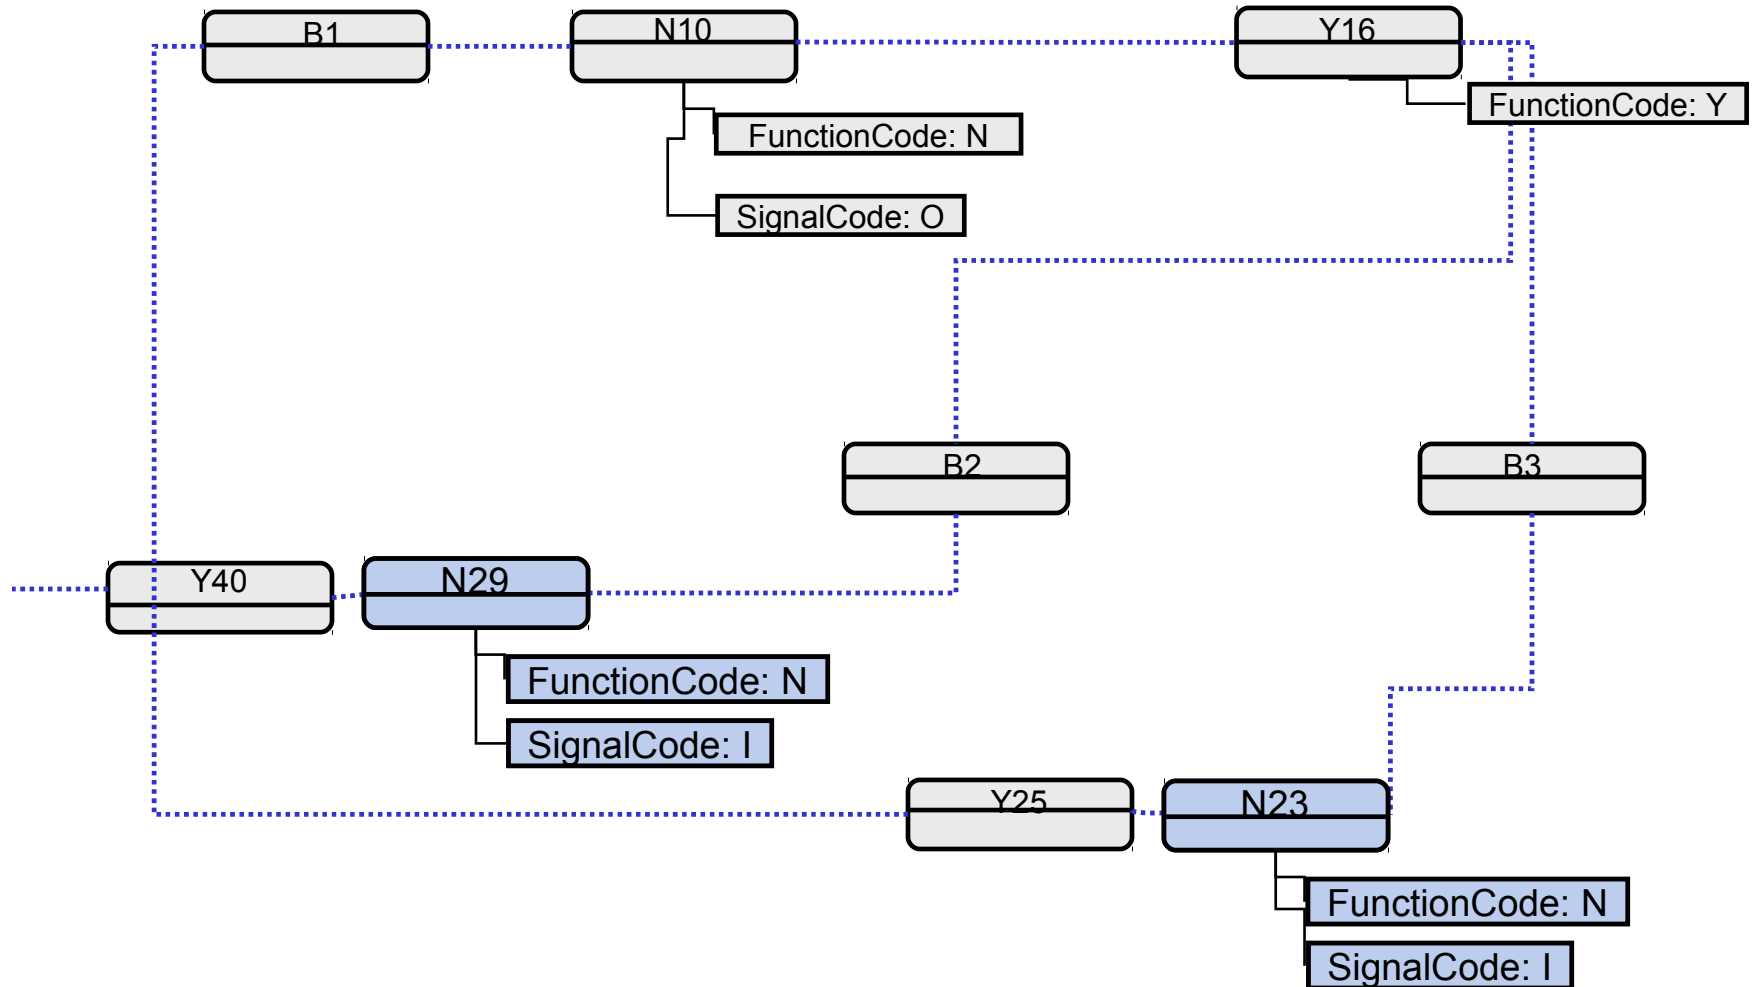 B1
N10
Y16
FunctionCode: Y
FunctionCode: N
SignalCode: O
B2
B3
Y40
N29
FunctionCode: N
SignalCode: I
Y25
N23
FunctionCode: N
SignalCode: I